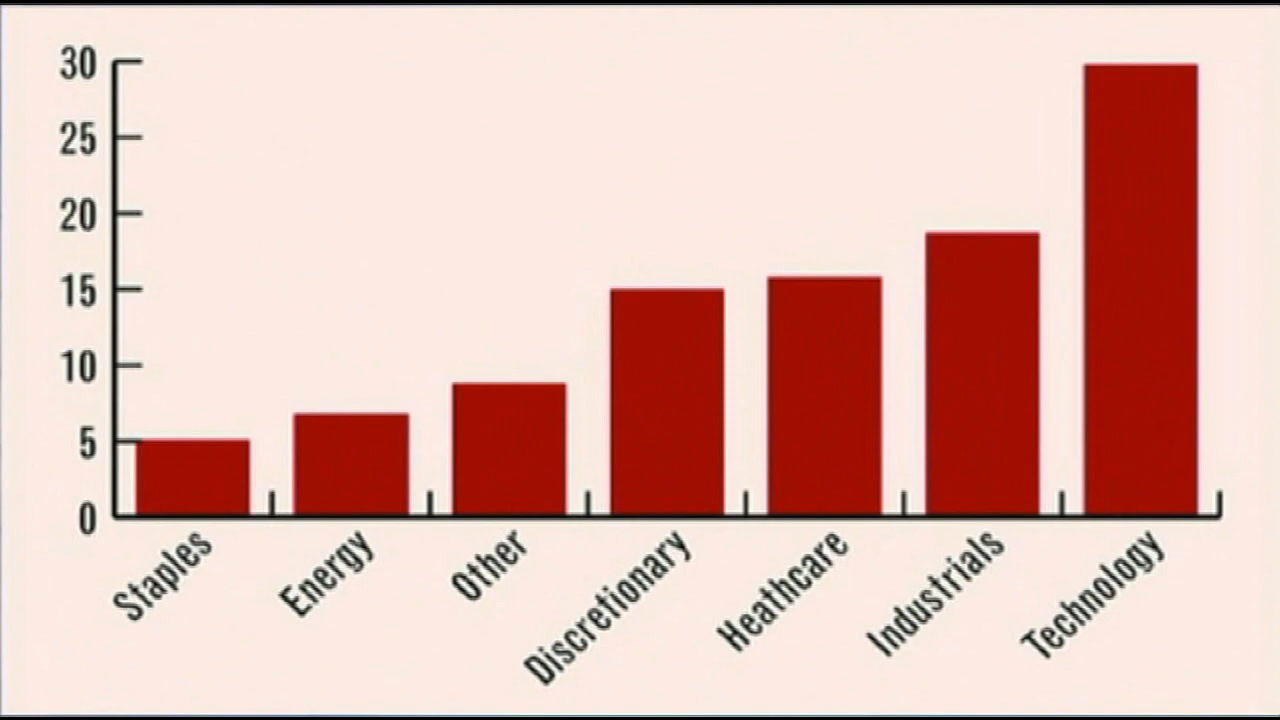 30
25
20
15
10
5
0
Staples
Energy
Other
Discretionary
Heathcare
Industrials
Technology